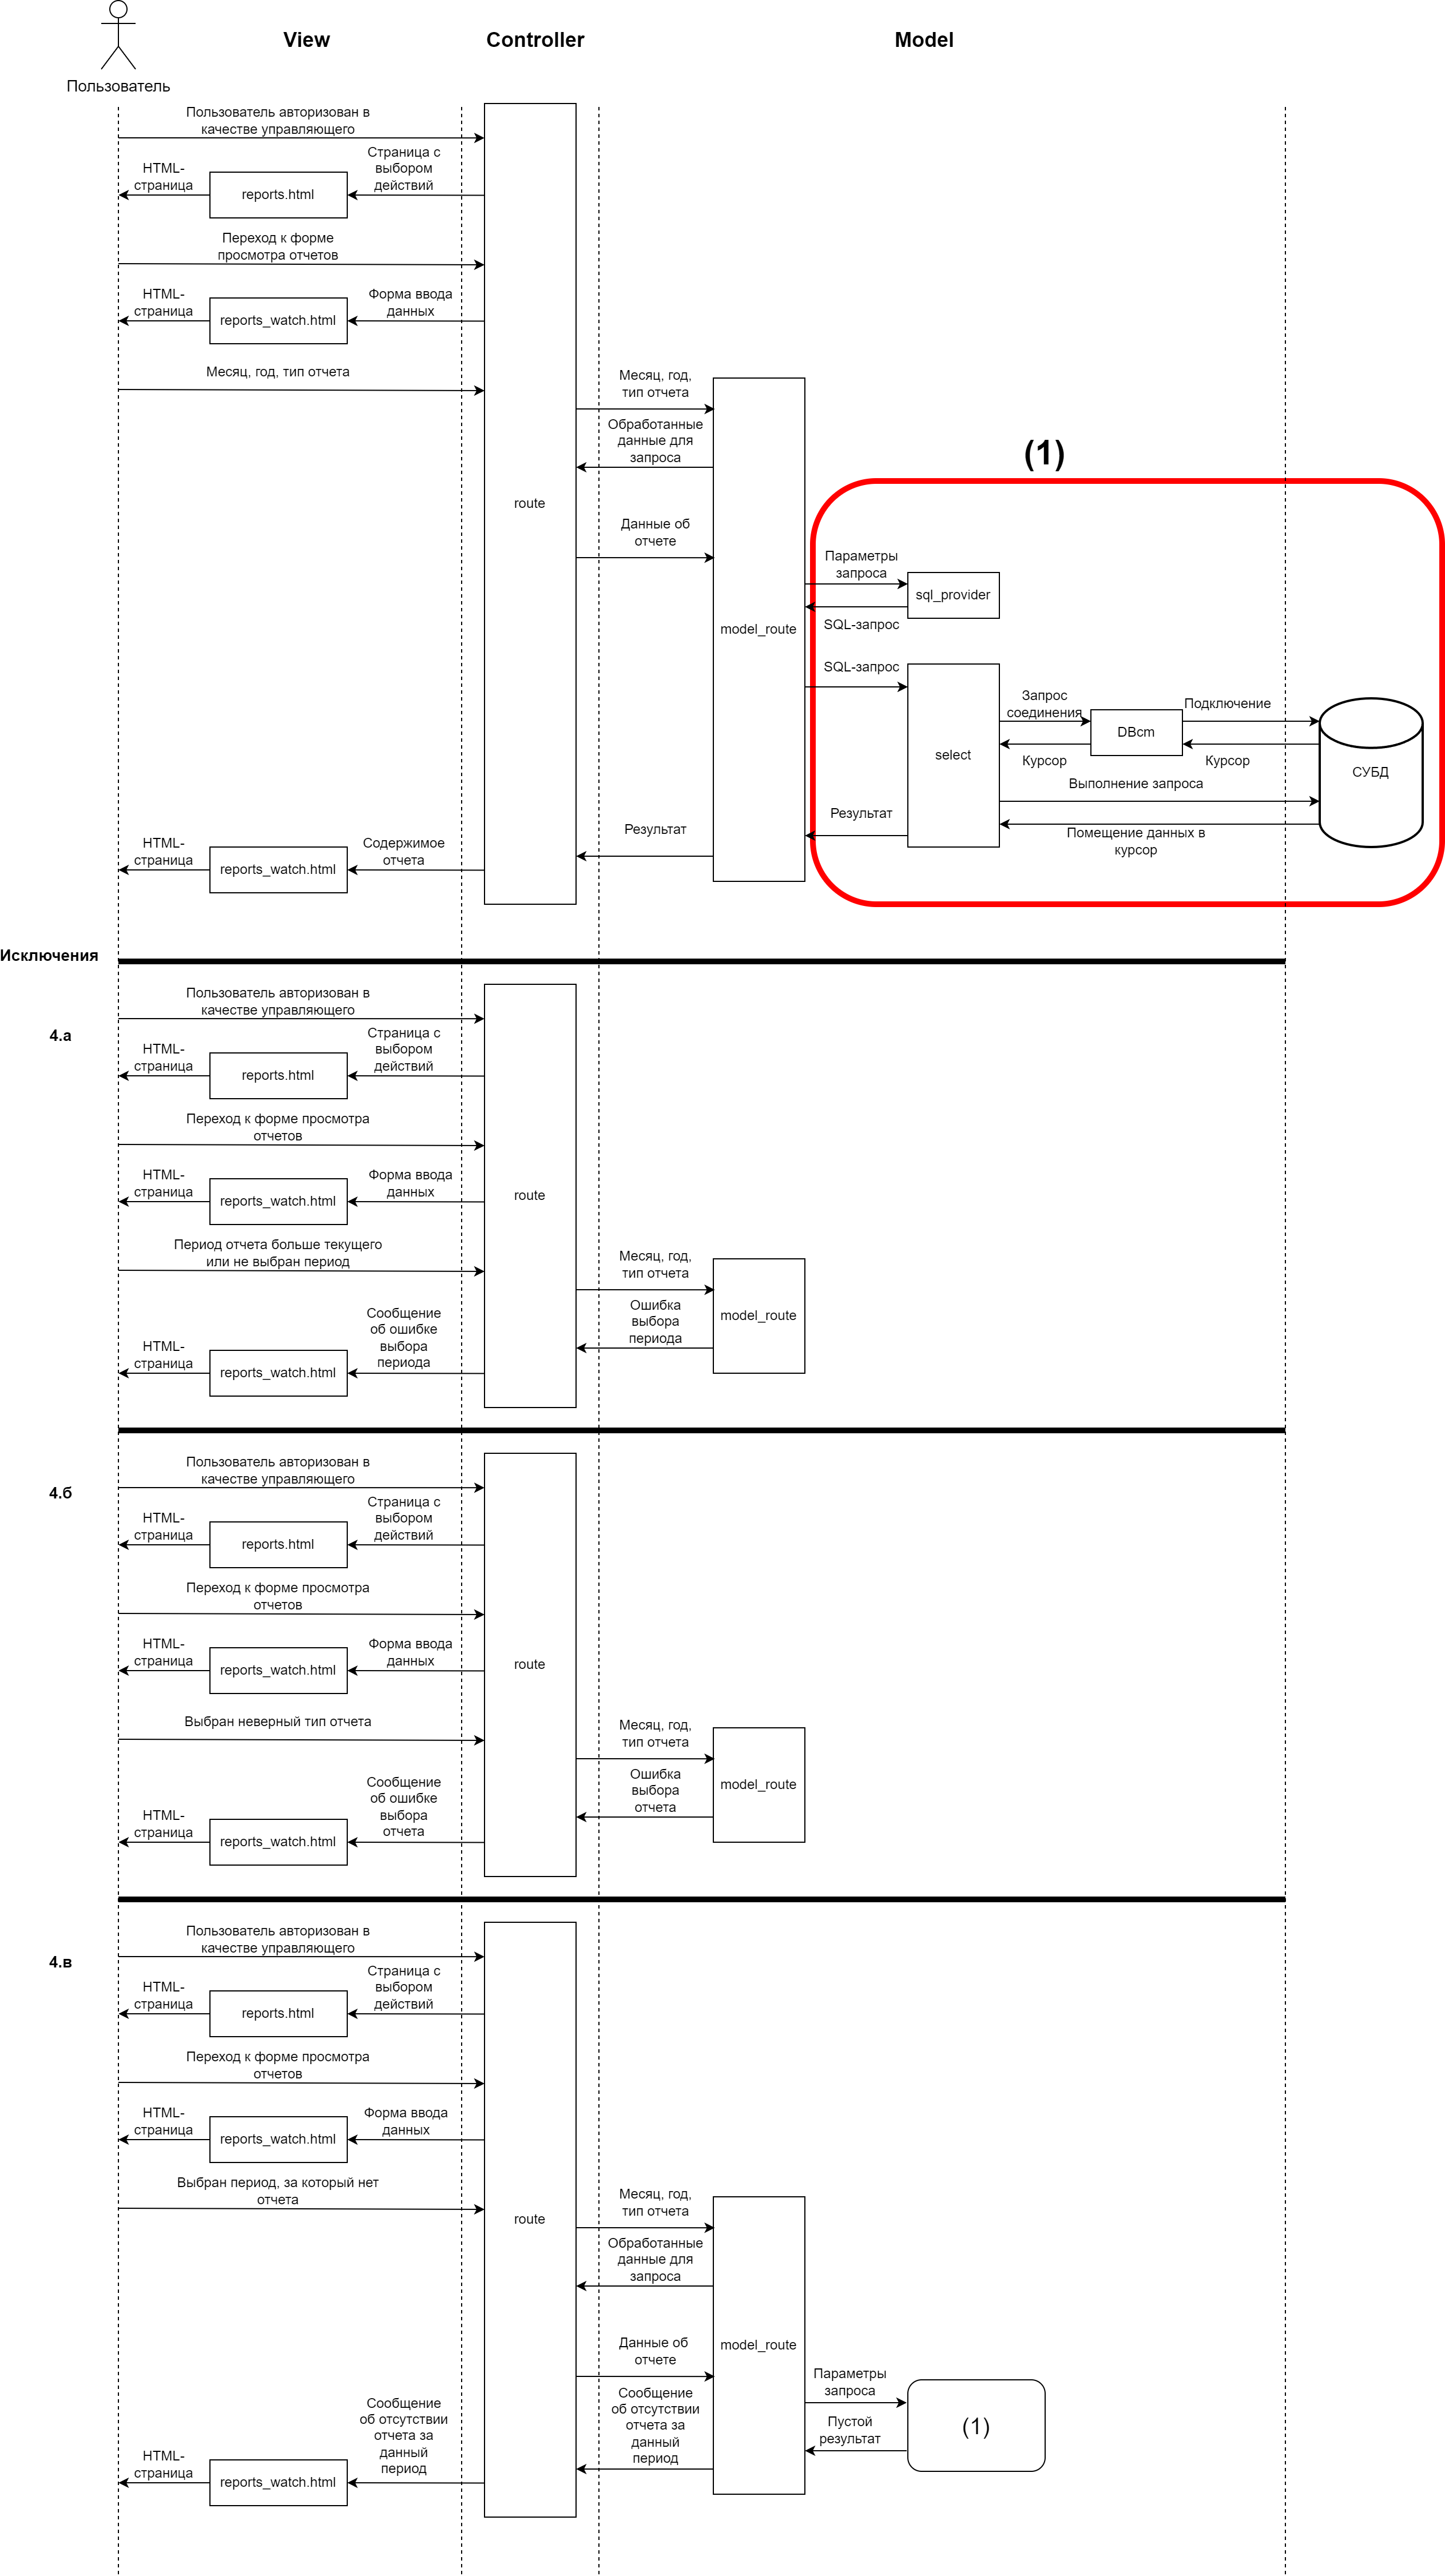 View
Controller
Model
Пользователь
Пользователь авторизован в
качестве управляющего
HTML-
страница
reports.html
Страница с
выбором
действий
Переход к форме
просмотра отчетов
HTML-
страница
reports_watch.html
Форма ввода
данных
Месяц, год, тип отчета
Месяц, год,
тип отчета
Обработанные
данные для
запроса
(1)
route
Данные об
отчете
Параметры
запроса
sql_provider
SQL-запрос
model_route
SQL-запрос
Запрос
соединения
Подключение
DBcm
select
Курсор
Курсор
СУБД
Выполнение запроса
Результат
Помещение данных в
курсор
Результат
HTML-
страница
reports_watch.html
Содержимое
отчета
Исключения
4.а
Пользователь авторизован в
качестве управляющего
HTML-
страница
reports.html
Страница с
выбором
действий
Переход к форме просмотра
отчетов
HTML-
страница
reports_watch.html
Форма ввода
данных
route
Период отчета больше текущего
или не выбран период
Месяц, год,
тип отчета
Ошибка
выбора
периода
model_route
HTML-
страница
reports_watch.html
Сообщение
об ошибке
выбора
периода
4.б
Пользователь авторизован в
качестве управляющего
HTML-
страница
reports.html
Страница с
выбором
действий
Переход к форме просмотра
отчетов
HTML-
страница
reports_watch.html
Форма ввода
данных
route
Выбран неверный тип отчета
Месяц, год,
тип отчета
Ошибка
выбора
отчета
model_route
HTML-
страница
reports_watch.html
Сообщение
об ошибке
выбора
отчета
4.в
Пользователь авторизован в
качестве управляющего
HTML-
страница
reports.html
Страница с
выбором
действий
Переход к форме просмотра
отчетов
HTML-
страница
reports_watch.html
Форма ввода
данных
Выбран период, за который нет
отчета
route
Месяц, год,
тип отчета
Обработанные
данные для
запроса
Данные об
отчете
model_route
Параметры
запроса
(1)
Пустой
результат
Сообщение
об отсутствии
отчета за
данный
период
HTML-
страница
reports_watch.html
Сообщение
об отсутствии
отчета за
данный
период